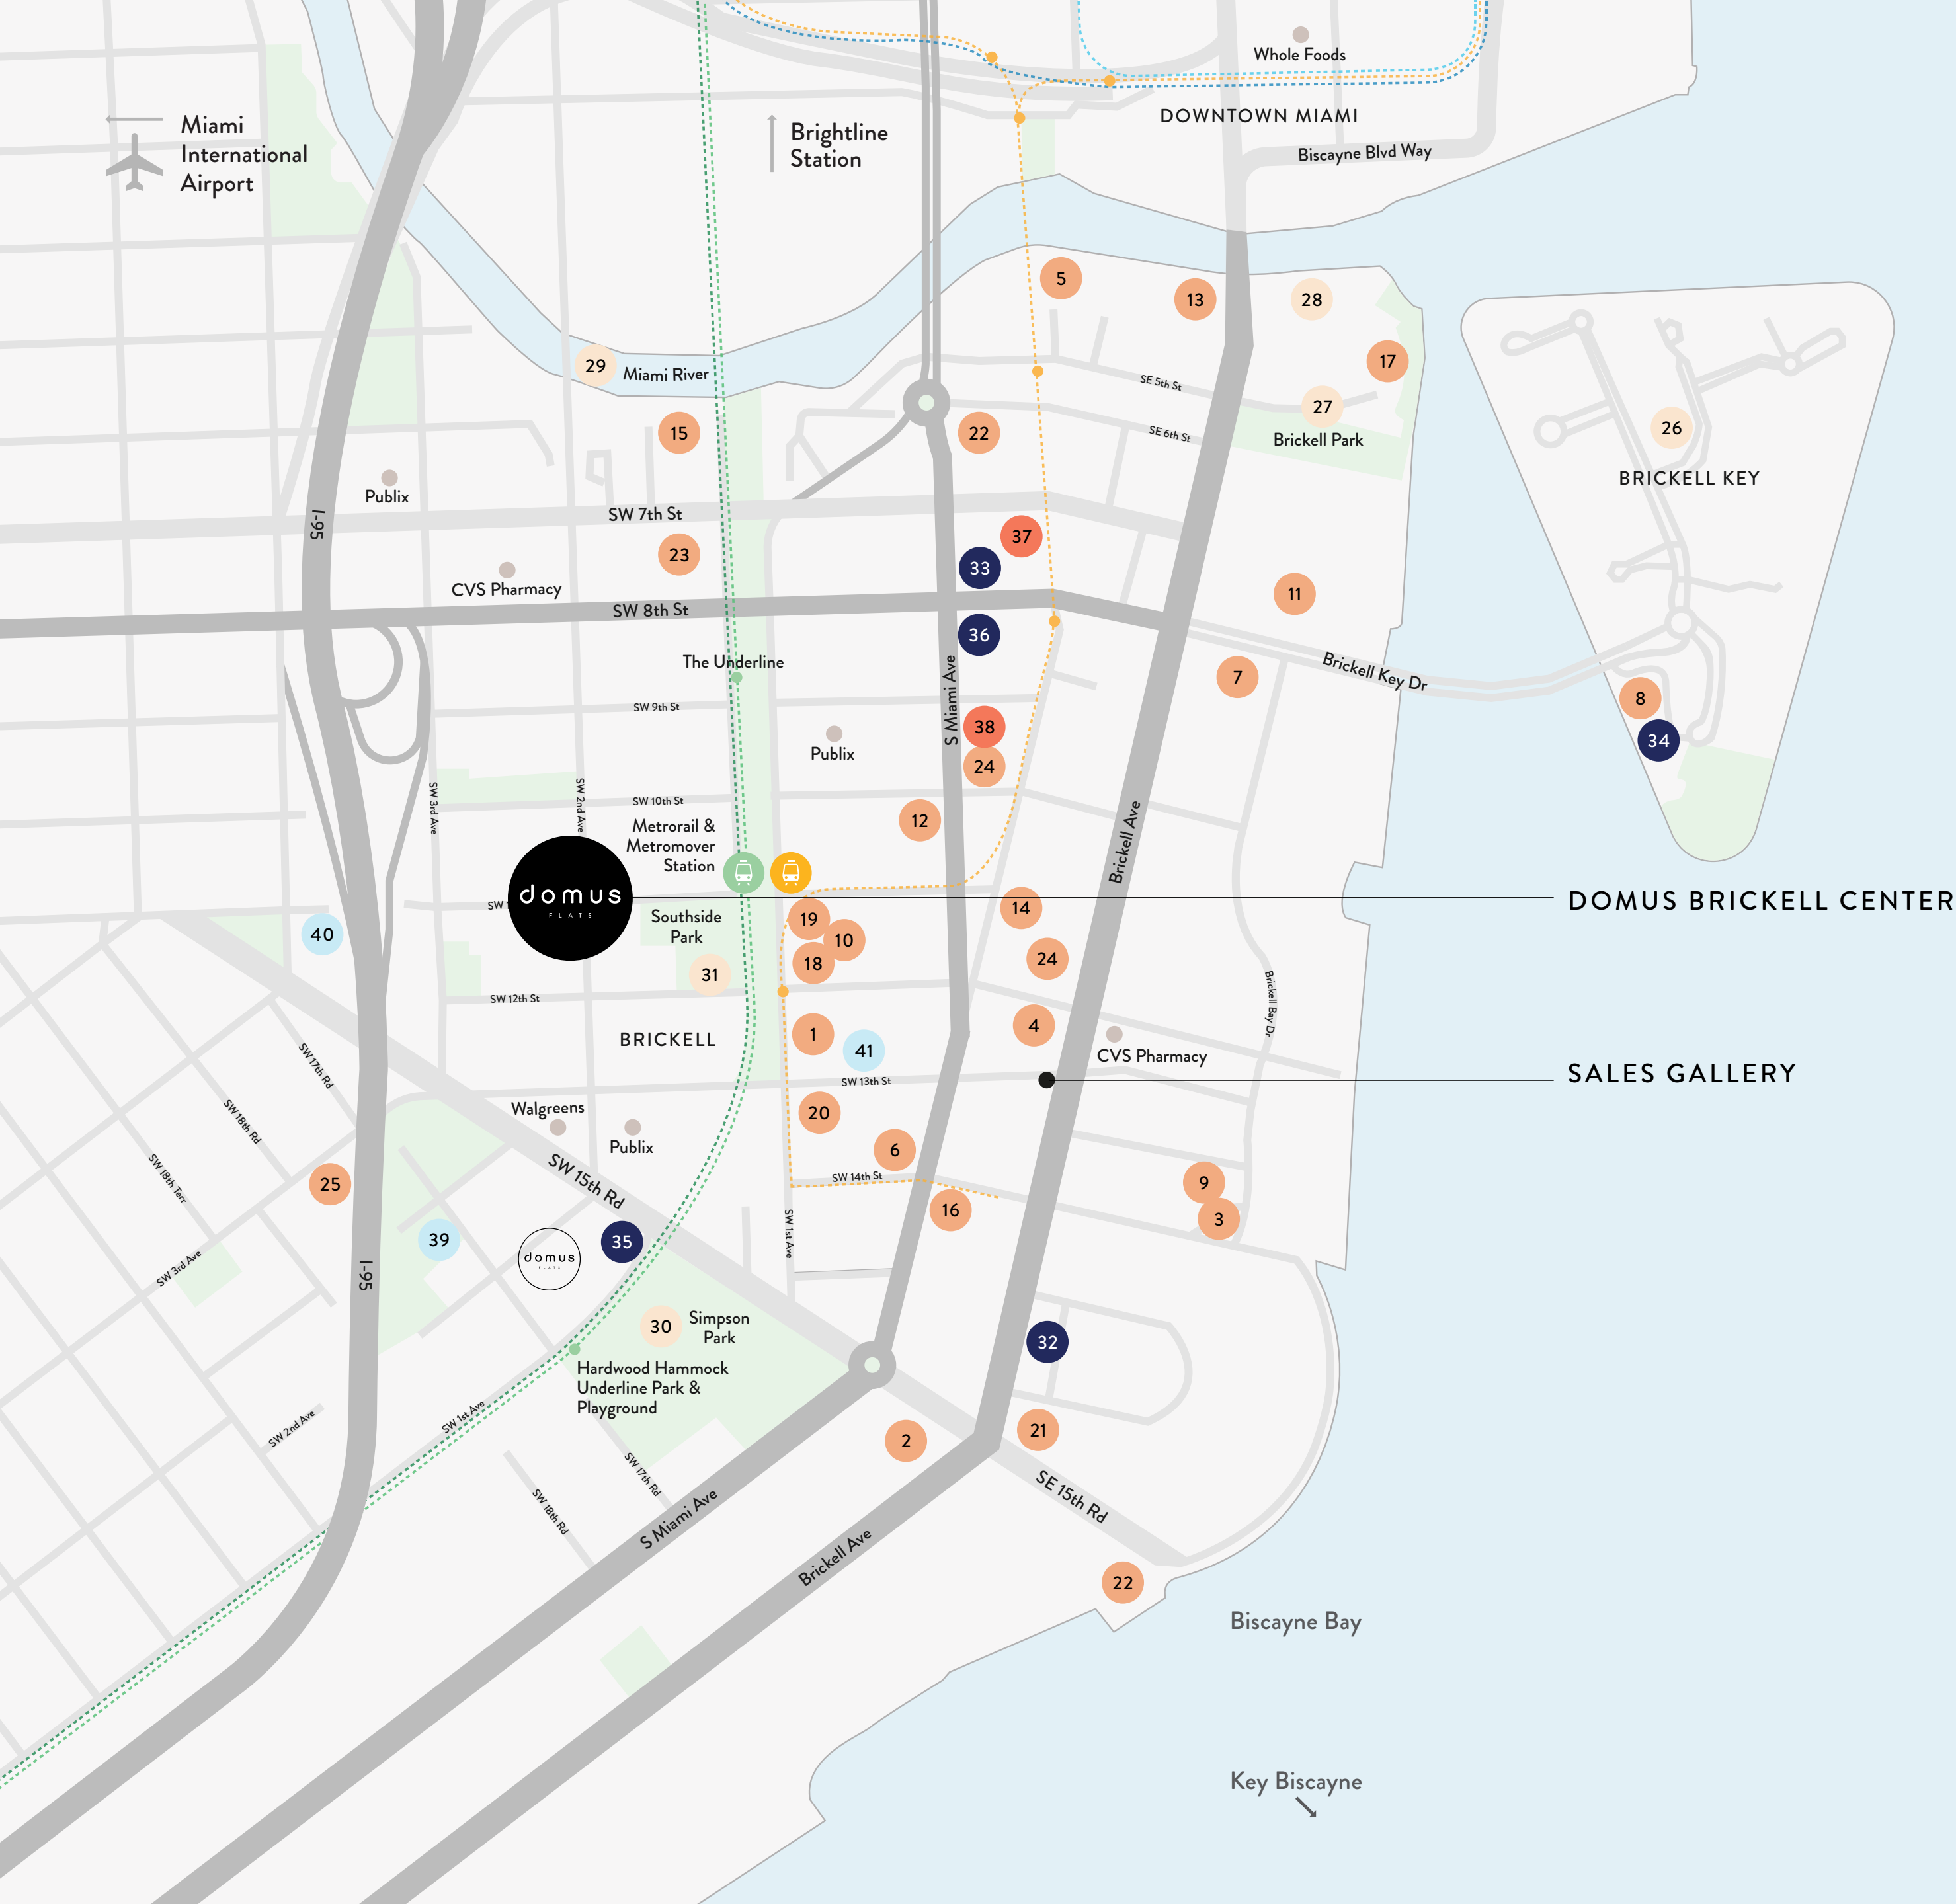 Whole Foods
DOWNTOWN MIAMI
Biscayne Blvd Way
Miami
International
Airport
Brightline
Station
5
13
28
17
27
Brickell Park
SE 5th St
SE 6th St
29
Miami River
15
22
26
BRICKELL KEY
Publix
I-95
SW 7th St
23
37
33
CVS Pharmacy
SW 8th St
36
11
The Underline
7
Brickell Key Dr
8
34
SW 9th St
S Miami Ave
Publix
38
24
SW 3rd Ave
SW 2nd Ave
SW 10th St
12
Brickell Ave
Metrorail &
Metromover
Station
domus
FLATS
SW 1
DOMUS BRICKELL CENTER
40
Southside
Park
19
10
18
14
24
31
SW 12th St
Brickell Bay Dr
BRICKELL
1
41
4
CVS Pharmacy
SALES GALLERY
SW 13th St
SW 17th Rd
SW 18th Rd
SW 18th Terr
Walgreens
Publix
20
6
SW 15th Rd
SW 14th St
25
9
3
16
39
domus
FLATS
35
SW 1st Ave
SW 3rd Ave
I-95
30
Simpson
Park
32
Hardwood Hammock
Underline Park &
Playground
SW 2nd Ave
SW 1st Ave
2
21
SW 17th Rd
SW 18th Rd
S Miami Ave
SE 15th Rd
Brickell Ave
22
Biscayne Bay
Key Biscayne